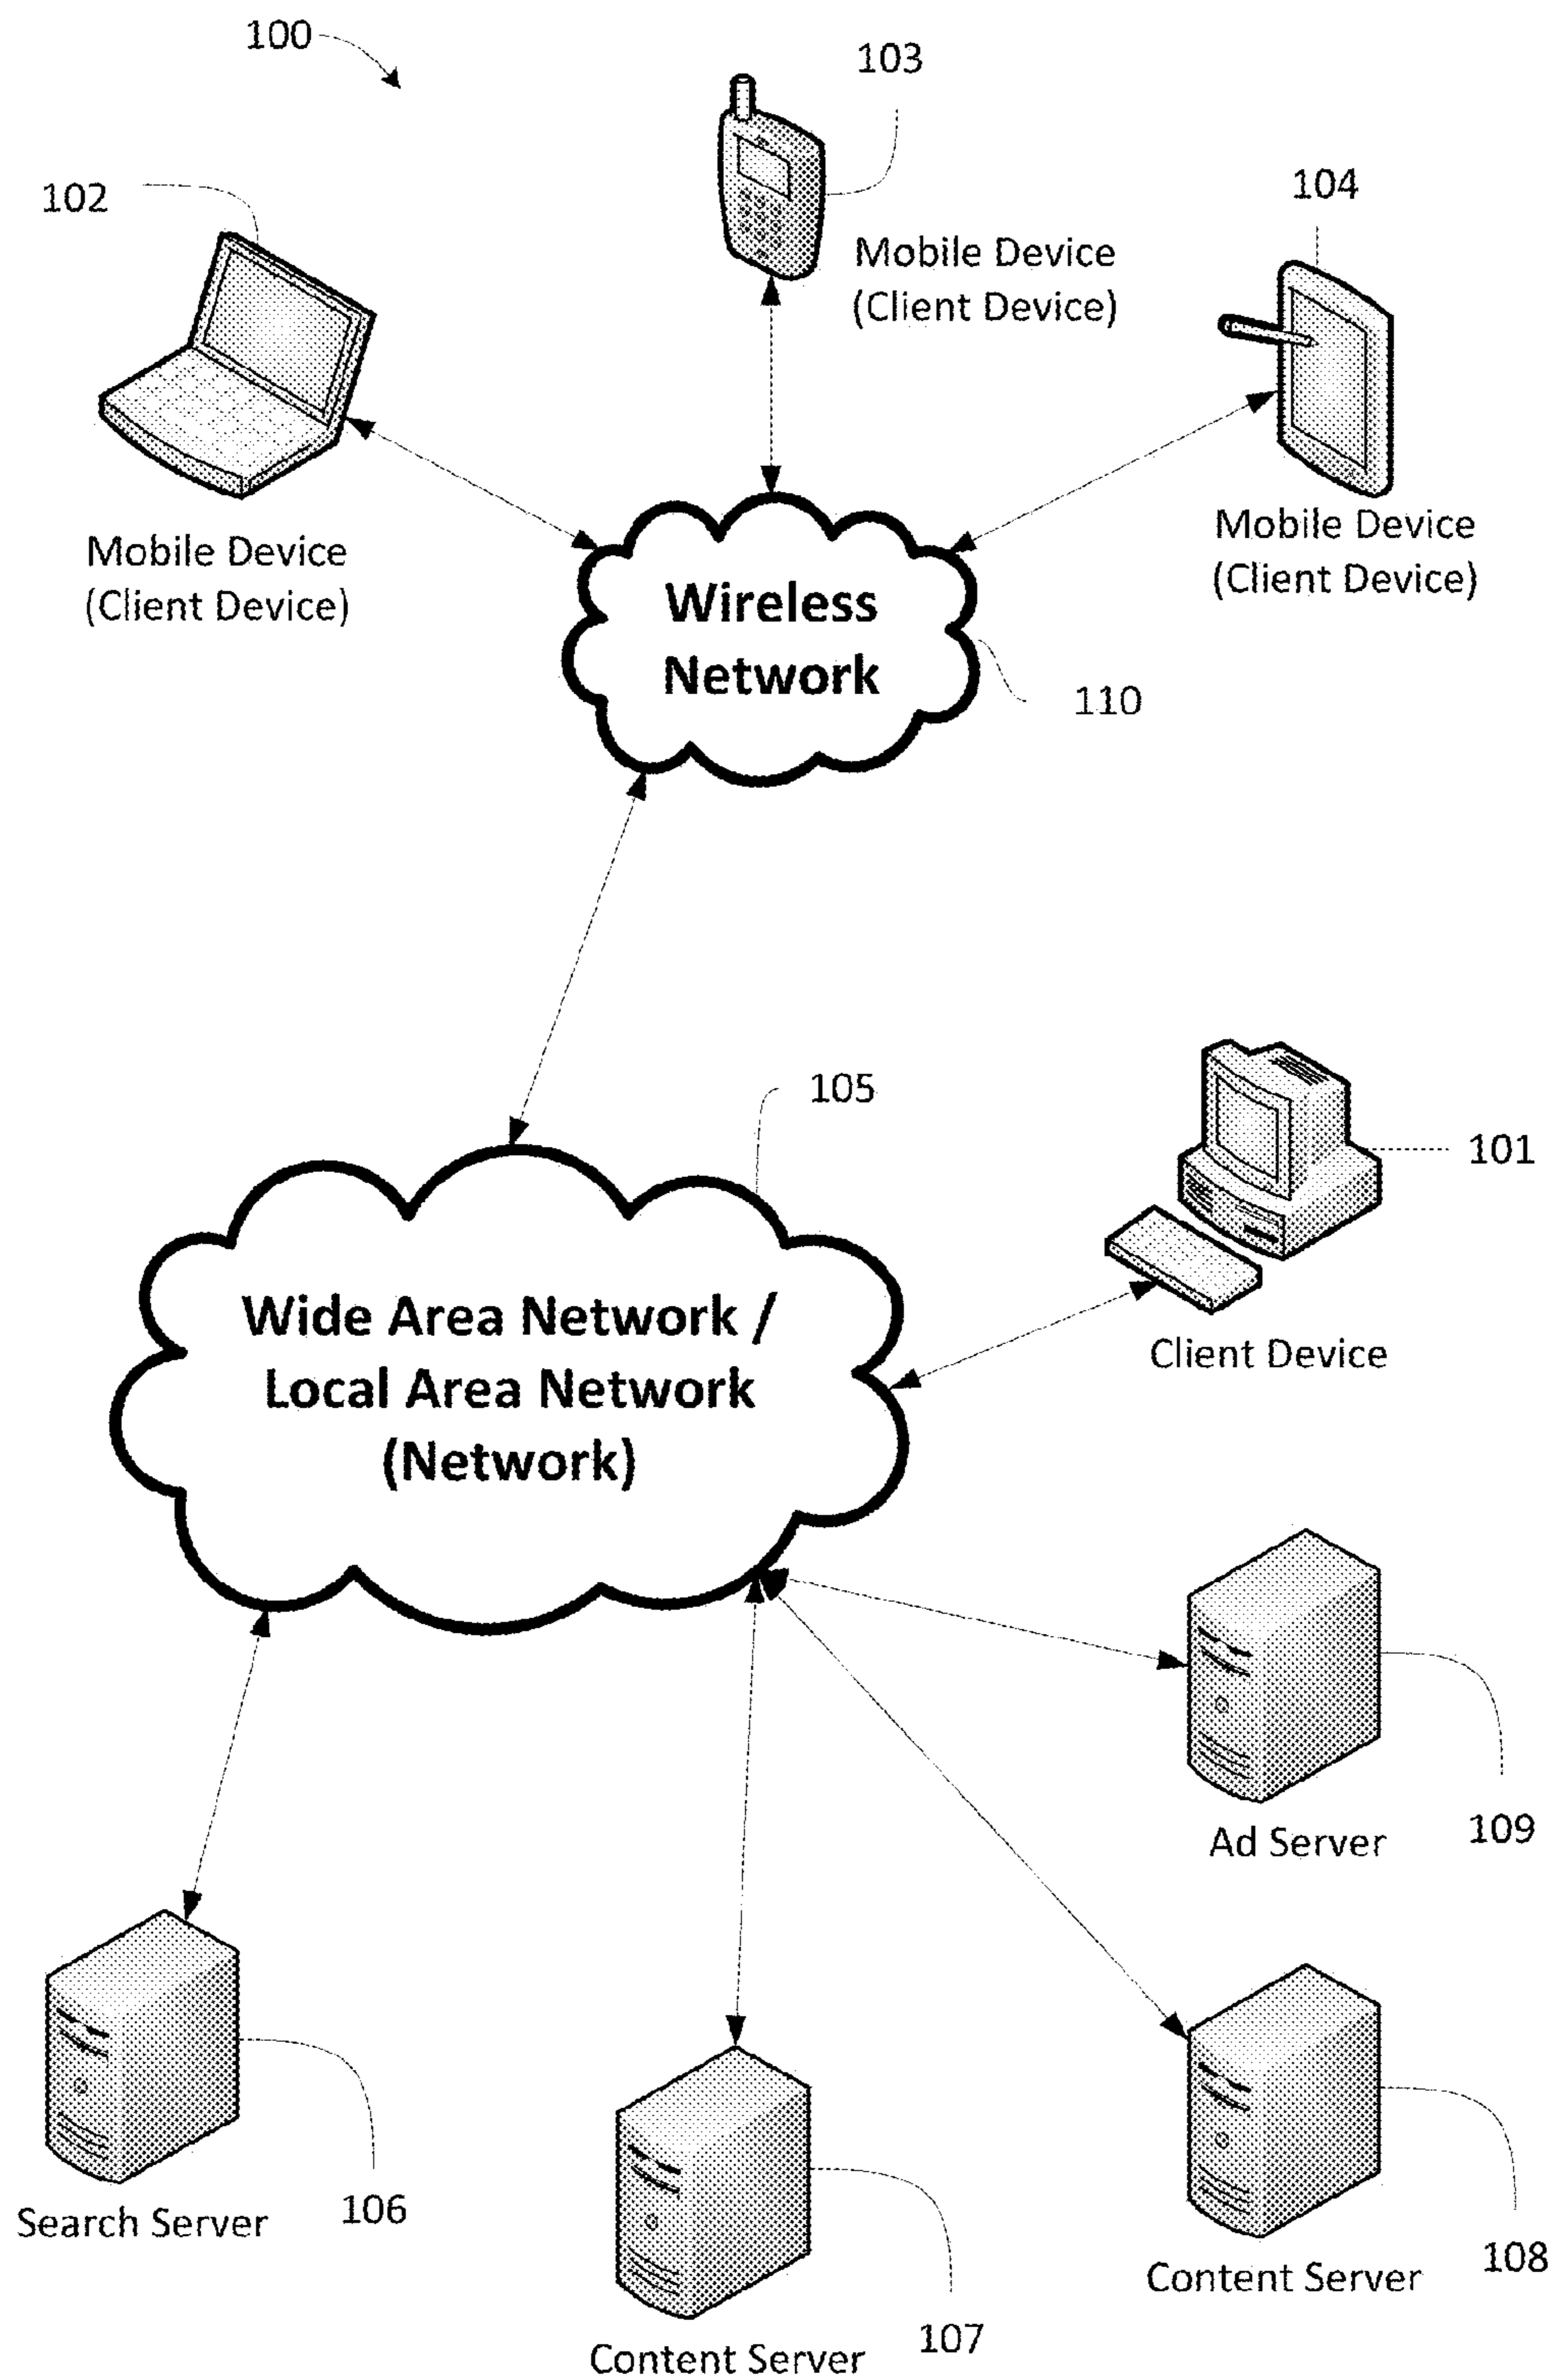 100
103
102
104
Mobile Device
(Client Device)
Mobile Device
(Client Device)
Mobile Device
(Client Device)
Wireless
Network
110
105
101
Wide Area Network /
Local Area Network
(Network)
Client Device
109
Ad Server
106
Search Server
108
Content Server
107
Content Server